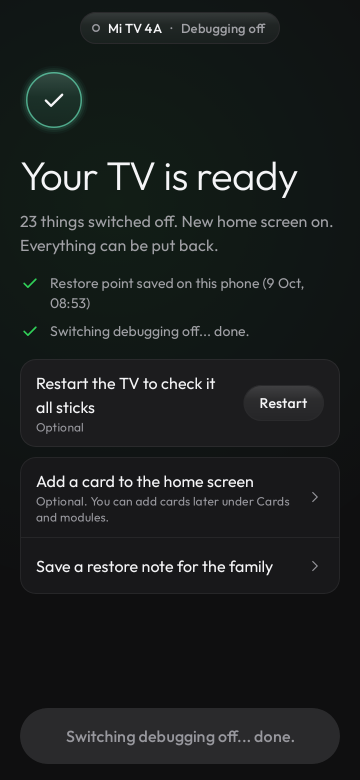 Mi TV 4A · Debugging off
Your TV is ready
23 things switched off. New home screen on.
Everything can be put back.
Restore point saved on this phone (9 Oct,
08:53)
Switching debugging off... done.
Restart the TV to check it
all sticks
Optional
Restart
Add a card to the home screen
Optional. You can add cards later under Cards
and modules.
Save a restore note for the family
Switching debugging off... done.